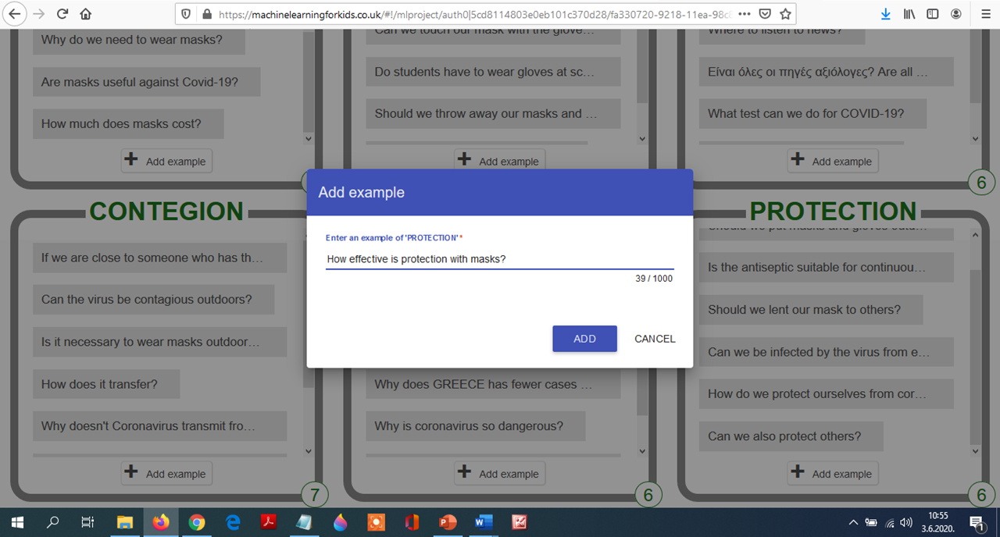 https://machinelearningforkids.co.uk/#!/mlproject/auth0|5cd8114803e0eb101c370d28/fa330720-9218-11ea-98c
Why do we need to wear masks?
Are masks useful against Covid-19?
How much does masks cost?
Add example
Can we touch our mask with the glove...
Do students have to wear gloves at sc...
Should we throw away our masks and ...
Add example
Where to listen to news?
Είναι όλες οι πηγές αξιόλογες? Are all ...
What test can we do for COVID-19?
Add example
6
CONTEGION
If we are close to someone who has th...
Can the virus be contagious outdoors?
Is it necessary to wear masks outdoor...
How does it transfer?
Why doesn't Coronavirus transmit fro...
Add example
7
Add example
Enter an example of 'PROTECTION' *
How effective is protection with masks?
39 / 1000
ADD
CANCEL
Why does GREECE has fewer cases ...
Why is coronavirus so dangerous?
Add example
6
PROTECTION
Should we put masks and gloves outd...
Is the antiseptic suitable for continuou...
Should we lent our mask to others?
Can we be infected by the virus from e...
How do we protect ourselves from cor...
Can we also protect others?
Add example
6
10:55
3.6.2020.
1